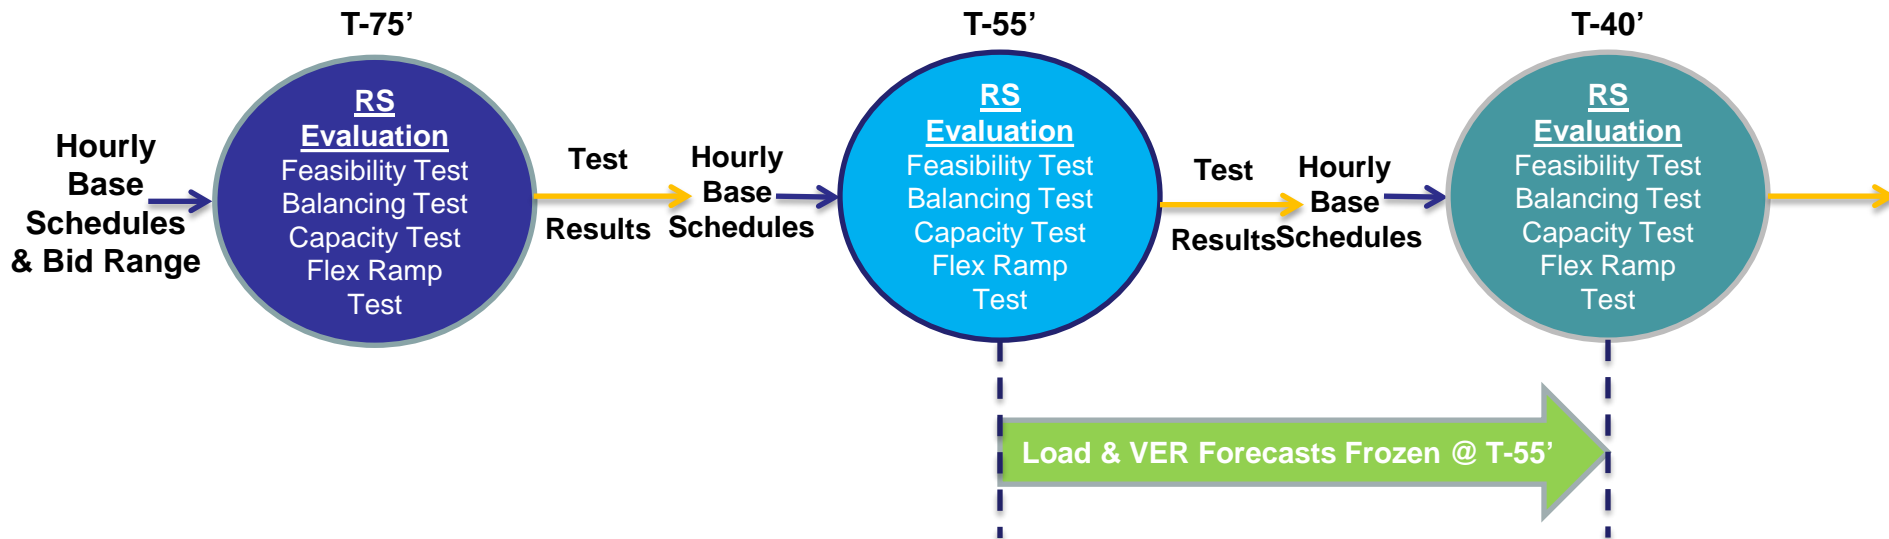 T-75’
T-55’
T-40’
Hourly
Base
Schedules
& Bid Range
RS
Evaluation
Feasibility Test
Balancing Test
Capacity Test
Flex Ramp
Test
Test
Results
Hourly
Base
Schedules
RS
Evaluation
Feasibility Test
Balancing Test
Capacity Test
Flex Ramp
Test
Test
Results
Hourly
Base
Schedules
RS
Evaluation
Feasibility Test
Balancing Test
Capacity Test
Flex Ramp
Test
Load & VER Forecasts Frozen @ T-55’